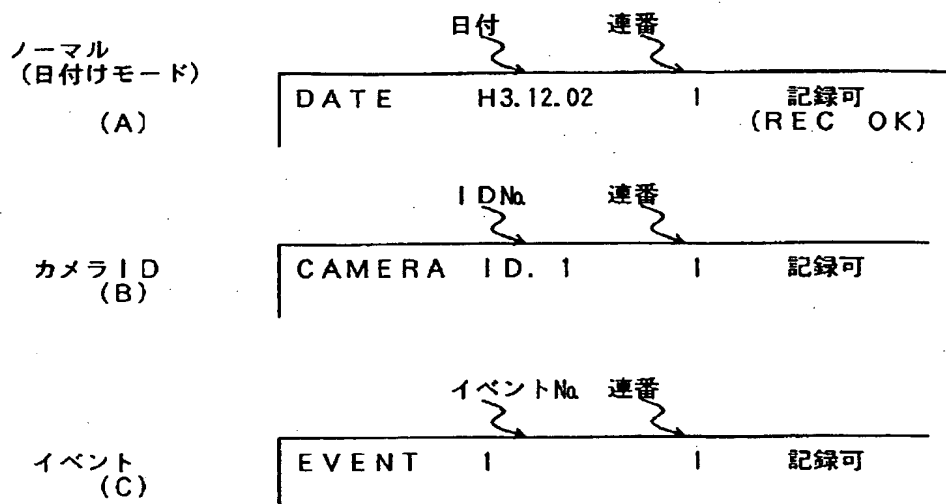 日付 連番
ノーマル
(日付けモード)
(A)
DATE H3.12.02 1 記録可
(REC OK)
IDNo. 連番
カメラID
(B)
CAMERA ID. 1 1 記録可
イベントNo. 連番
イベント
(C)
EVENT 1 1 記録可